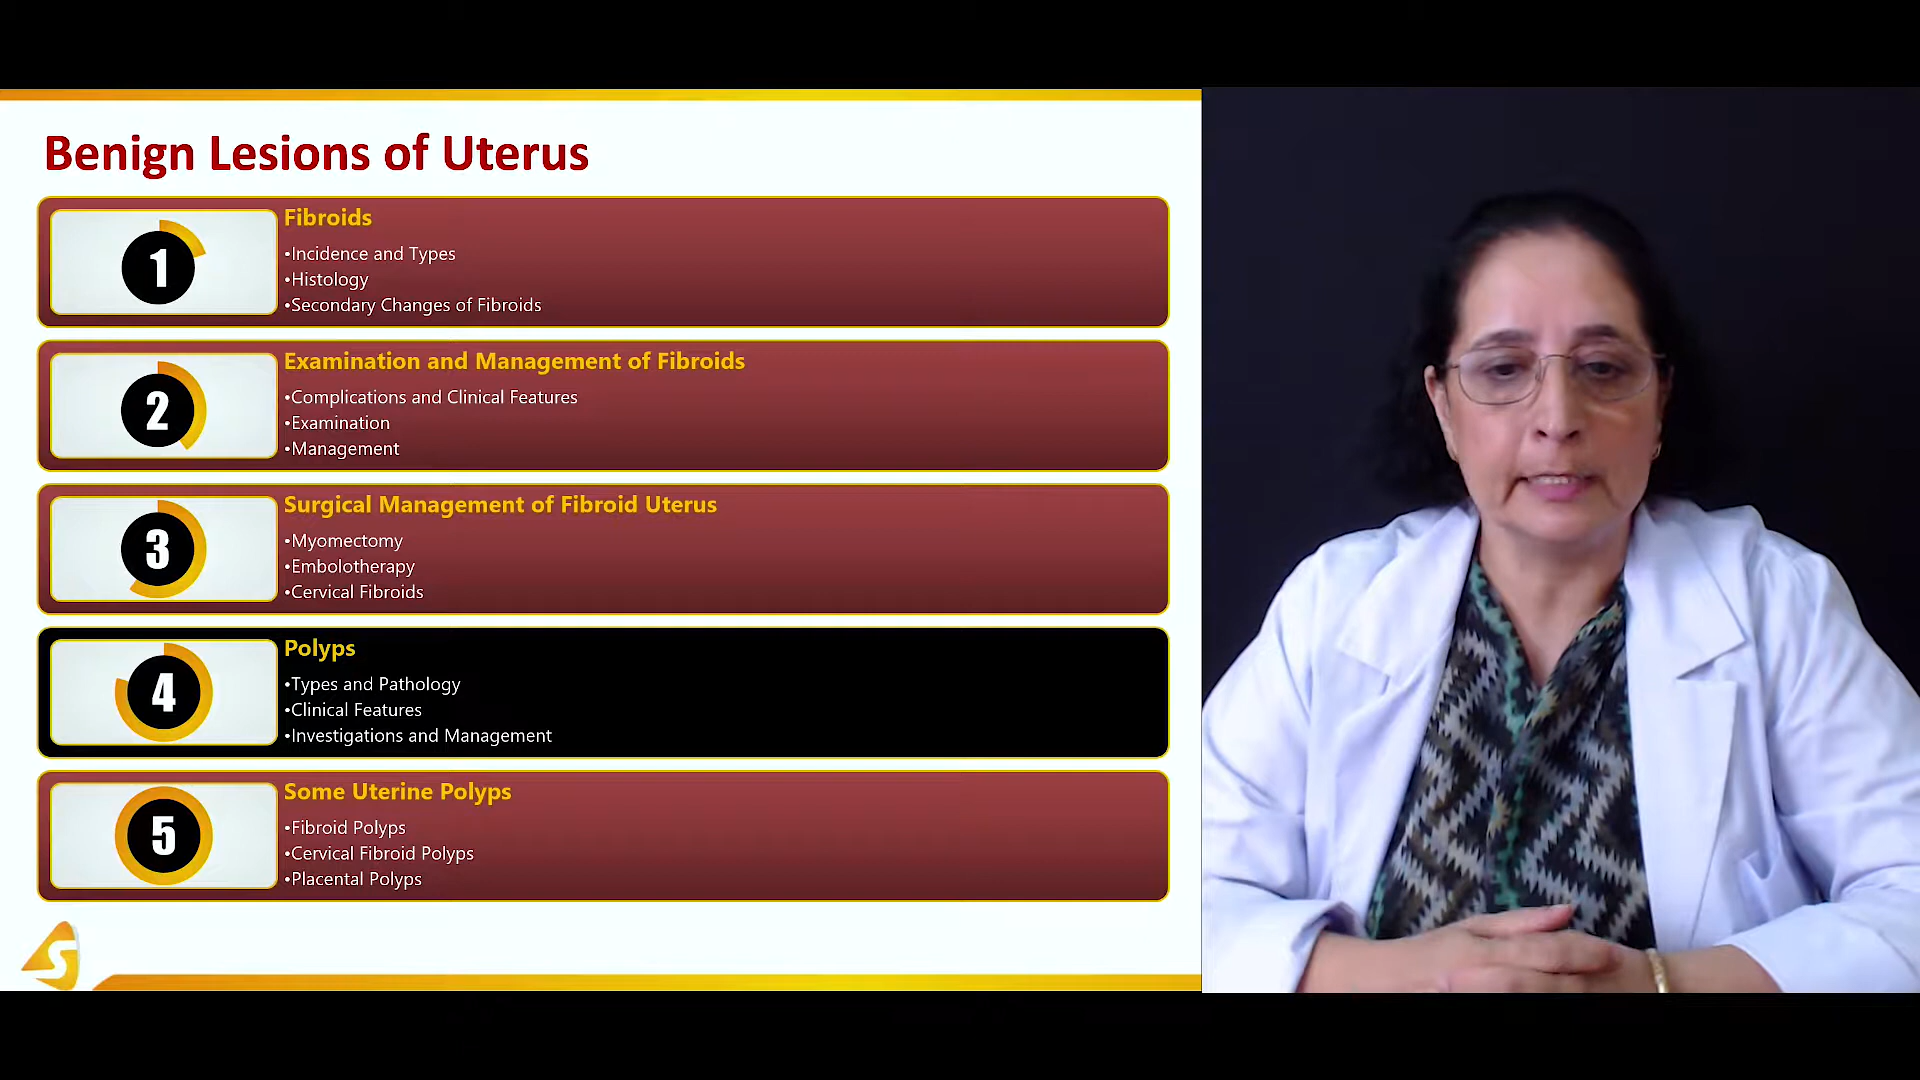 Benign Lesions of Uterus
1
Fibroids
•Incidence and Types
•Histology
•Secondary Changes of Fibroids
2
Examination and Management of Fibroids
•Complications and Clinical Features
•Examination
•Management
3
Surgical Management of Fibroid Uterus
•Myomectomy
•Embolotherapy
•Cervical Fibroids
4
Polyps
•Types and Pathology
•Clinical Features
•Investigations and Management
5
Some Uterine Polyps
•Fibroid Polyps
•Cervical Fibroid Polyps
•Placental Polyps
S